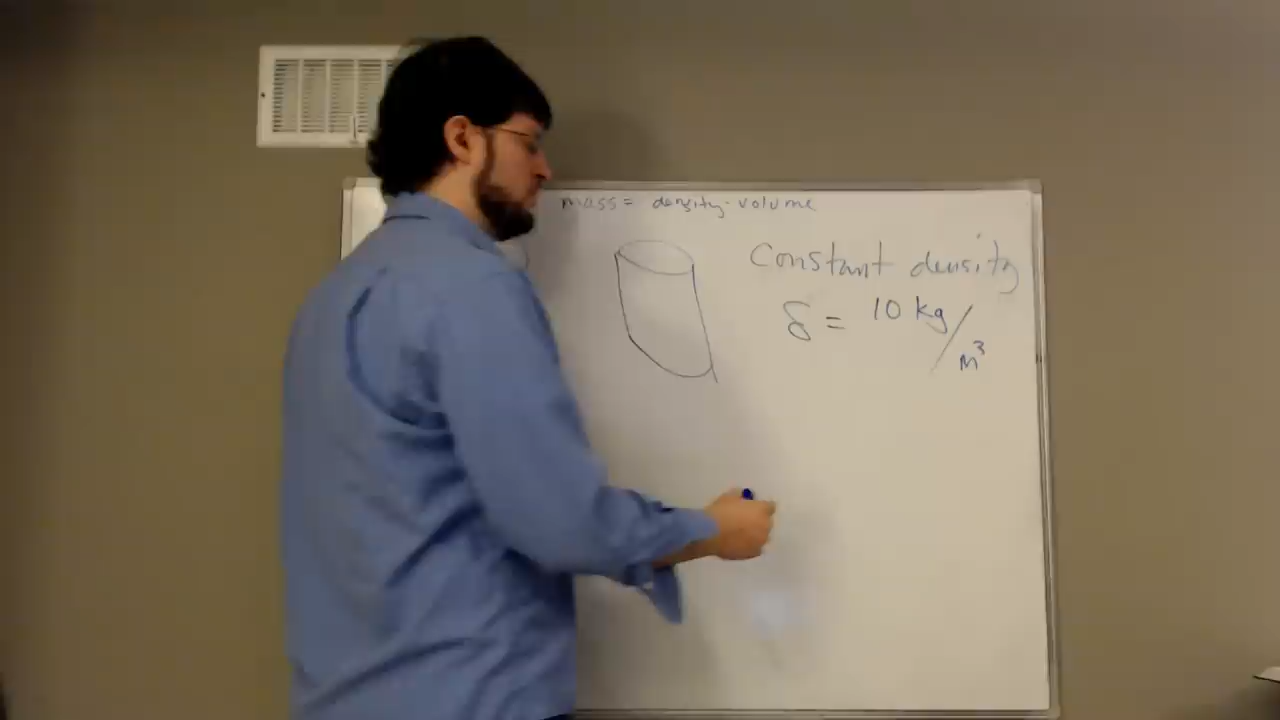 mass = density · volume
Constant density
δ = 10 kg/m³